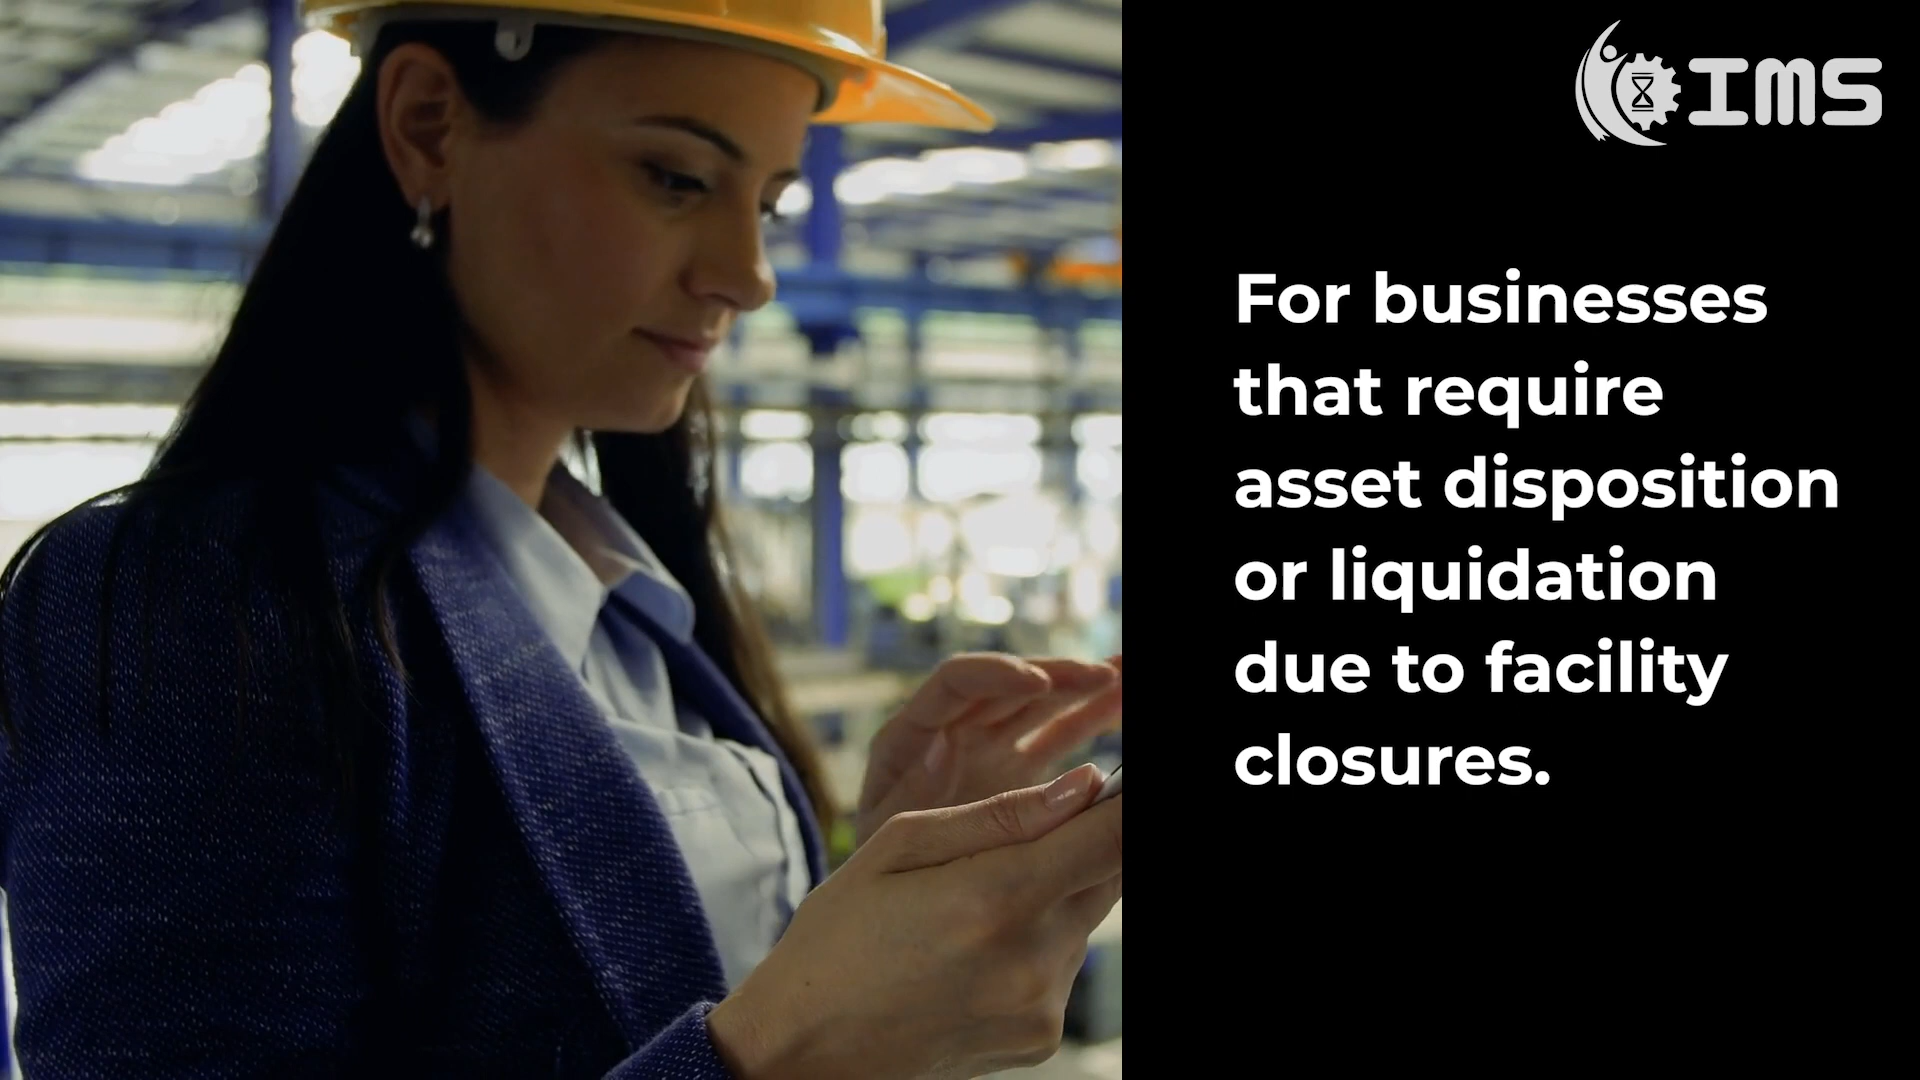 IMS
For businesses
that require
asset disposition
or liquidation
due to facility
closures.